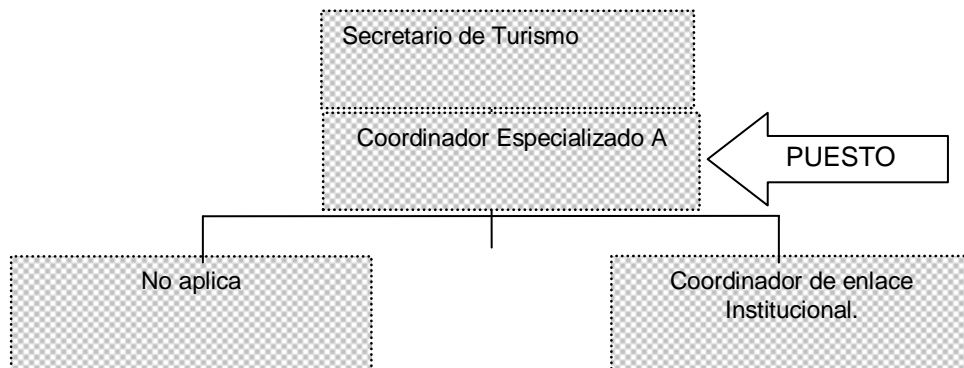 Secretario de Turismo
Coordinador Especializado A
PUESTO
No aplica
Coordinador de enlace
Institucional.